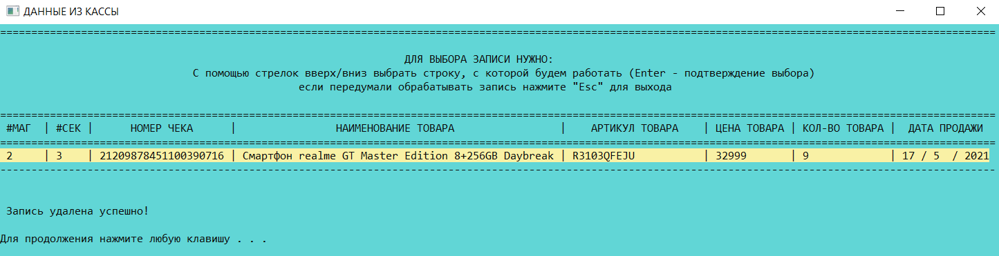 ДАННЫЕ ИЗ КАССЫ
================================================================================================================================================================
ДЛЯ ВЫБОРА ЗАПИСИ НУЖНО:
С помощью стрелок вверх/вниз выбрать строку, с которой будем работать (Enter - подтверждение выбора)
если передумали обрабатывать запись нажмите "Esc" для выхода
================================================================================================================================================================
#МАГ | #СЕК | НОМЕР ЧЕКА | НАИМЕНОВАНИЕ ТОВАРА | АРТИКУЛ ТОВАРА | ЦЕНА ТОВАРА | КОЛ-ВО ТОВАРА | ДАТА ПРОДАЖИ
================================================================================================================================================================
2 | 3 | 21209878451100390716 | Смартфон realme GT Master Edition 8+256GB Daybreak | R3103QFEJU | 32999 | 9 | 17 / 5 / 2021
----------------------------------------------------------------------------------------------------------------------------------------------------------------
Запись удалена успешно!
Для продолжения нажмите любую клавишу . . .